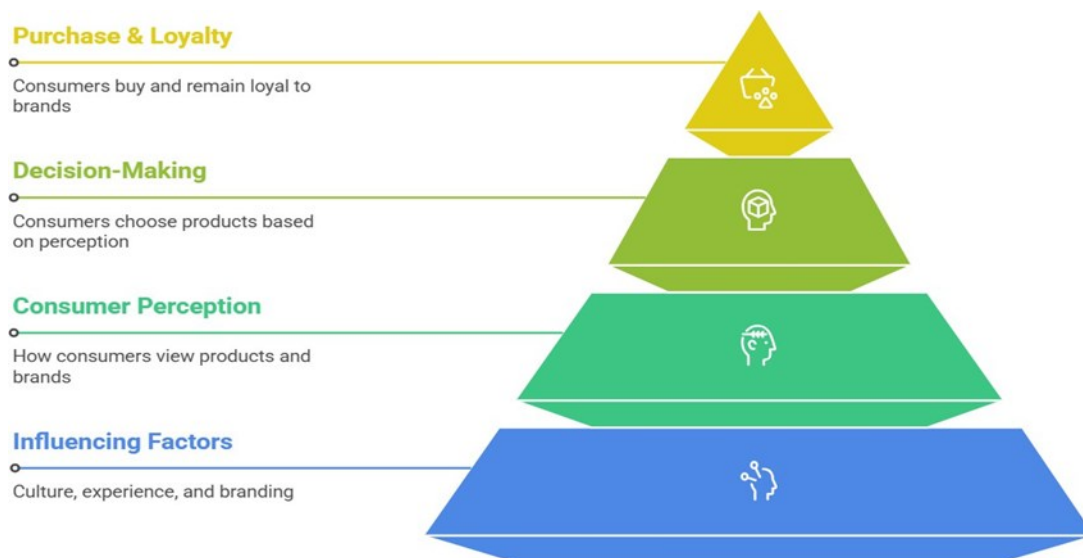 Purchase & Loyalty
Consumers buy and remain loyal to
brands
Decision-Making
Consumers choose products based
on perception
Consumer Perception
How consumers view products and
brands
Influencing Factors
Culture, experience, and branding